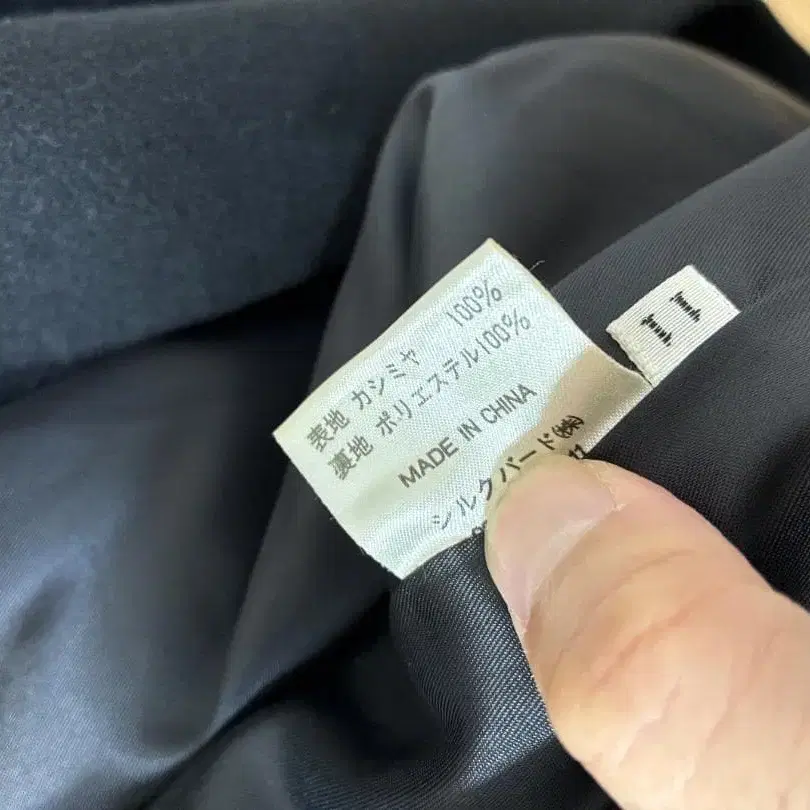 表地 カシミヤ 100%
裏地 ポリエステル100%
MADE IN CHINA
シルクバード㈱
11